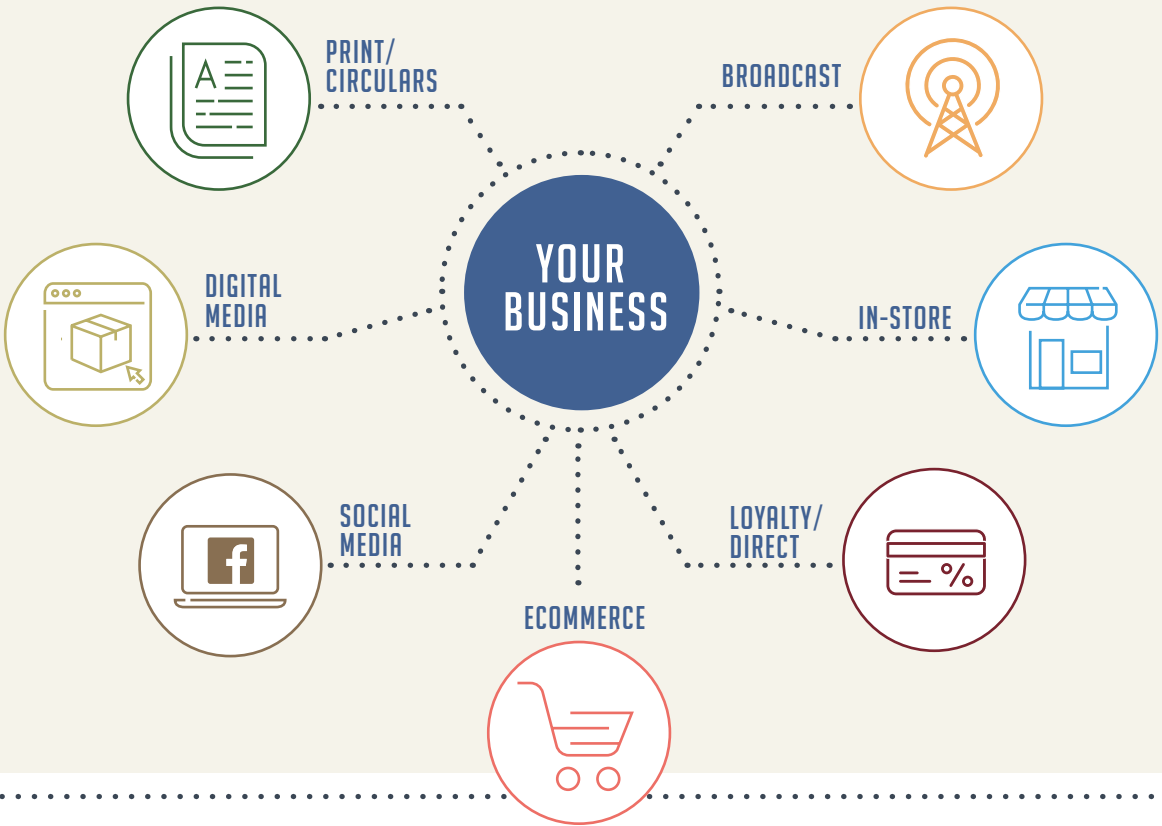 PRINT/
CIRCULARS
BROADCAST
A
YOUR
BUSINESS
DIGITAL
MEDIA
IN-STORE
SOCIAL
MEDIA
f
LOYALTY/
DIRECT
%
ECOMMERCE